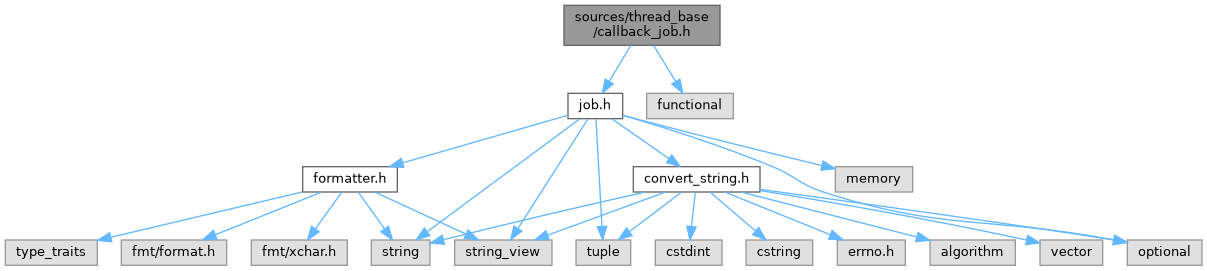 sources/thread_base
/callback_job.h
job.h
functional
formatter.h
convert_string.h
memory
type_traits
fmt/format.h
fmt/xchar.h
string
string_view
tuple
cstdint
cstring
errno.h
algorithm
vector
optional